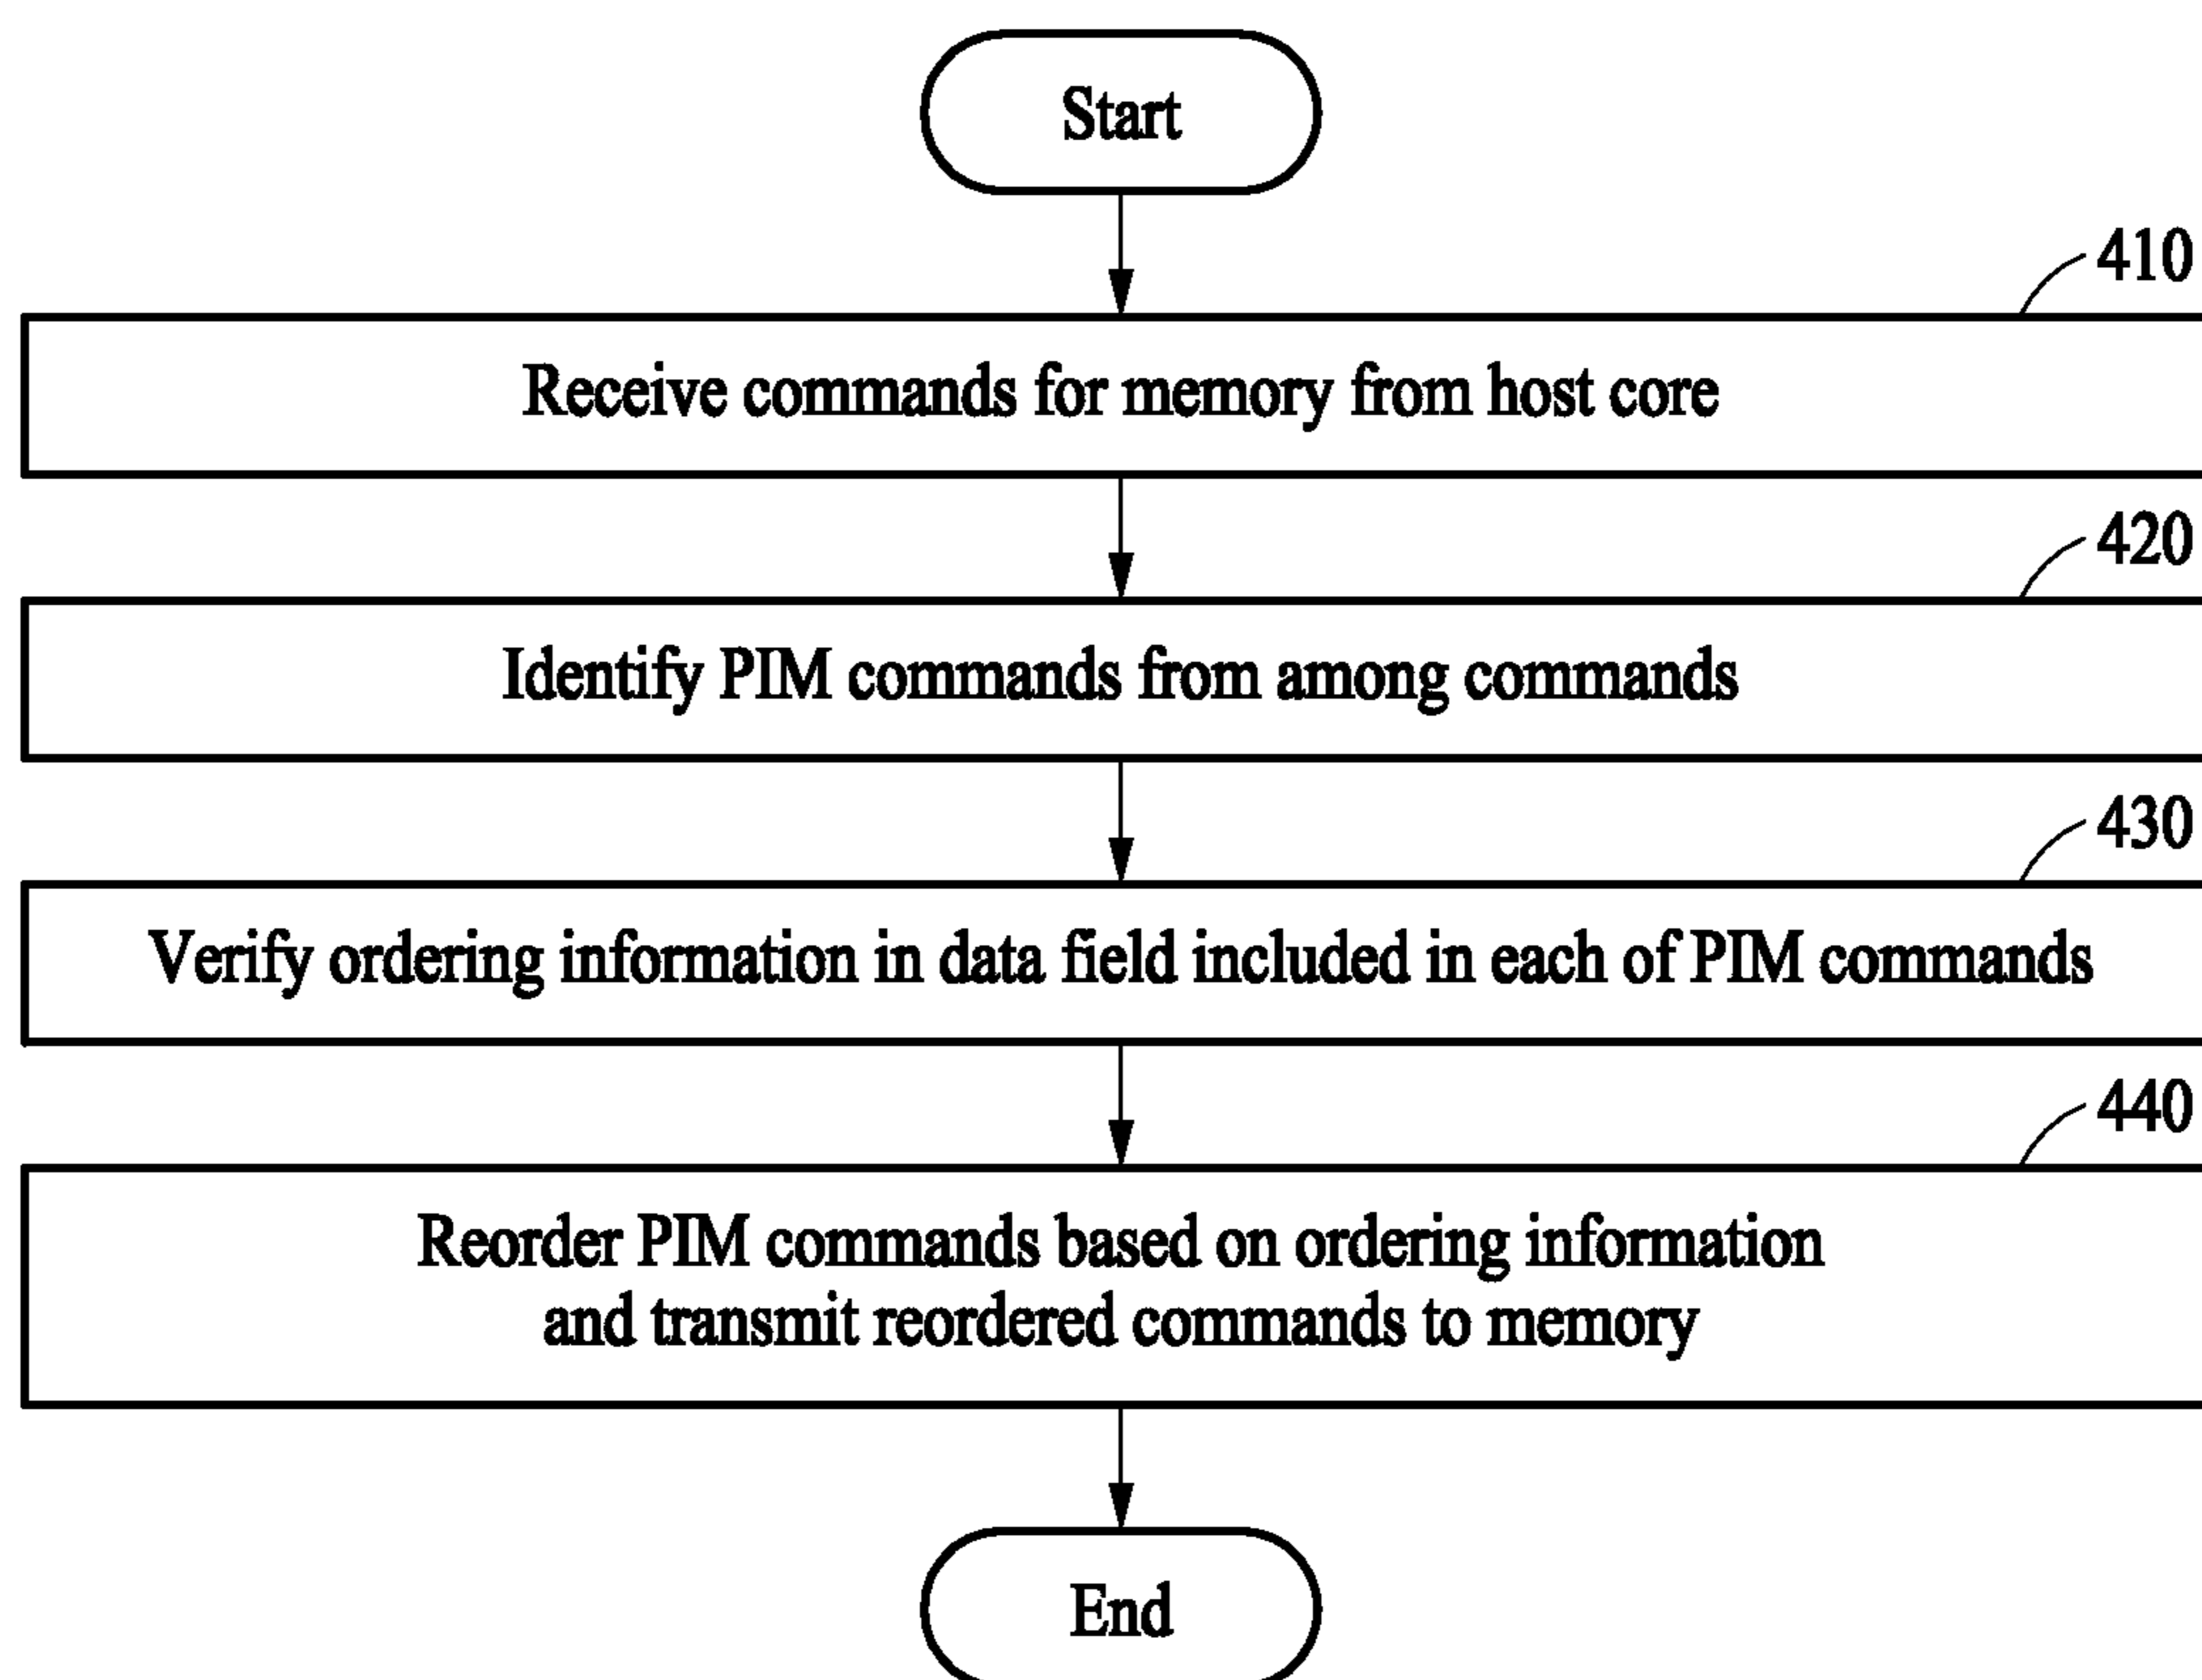 Start
410
Receive commands for memory from host core
420
Identify PIM commands from among commands
430
Verify ordering information in data field included in each of PIM commands
440
Reorder PIM commands based on ordering information
and transmit reordered commands to memory
End